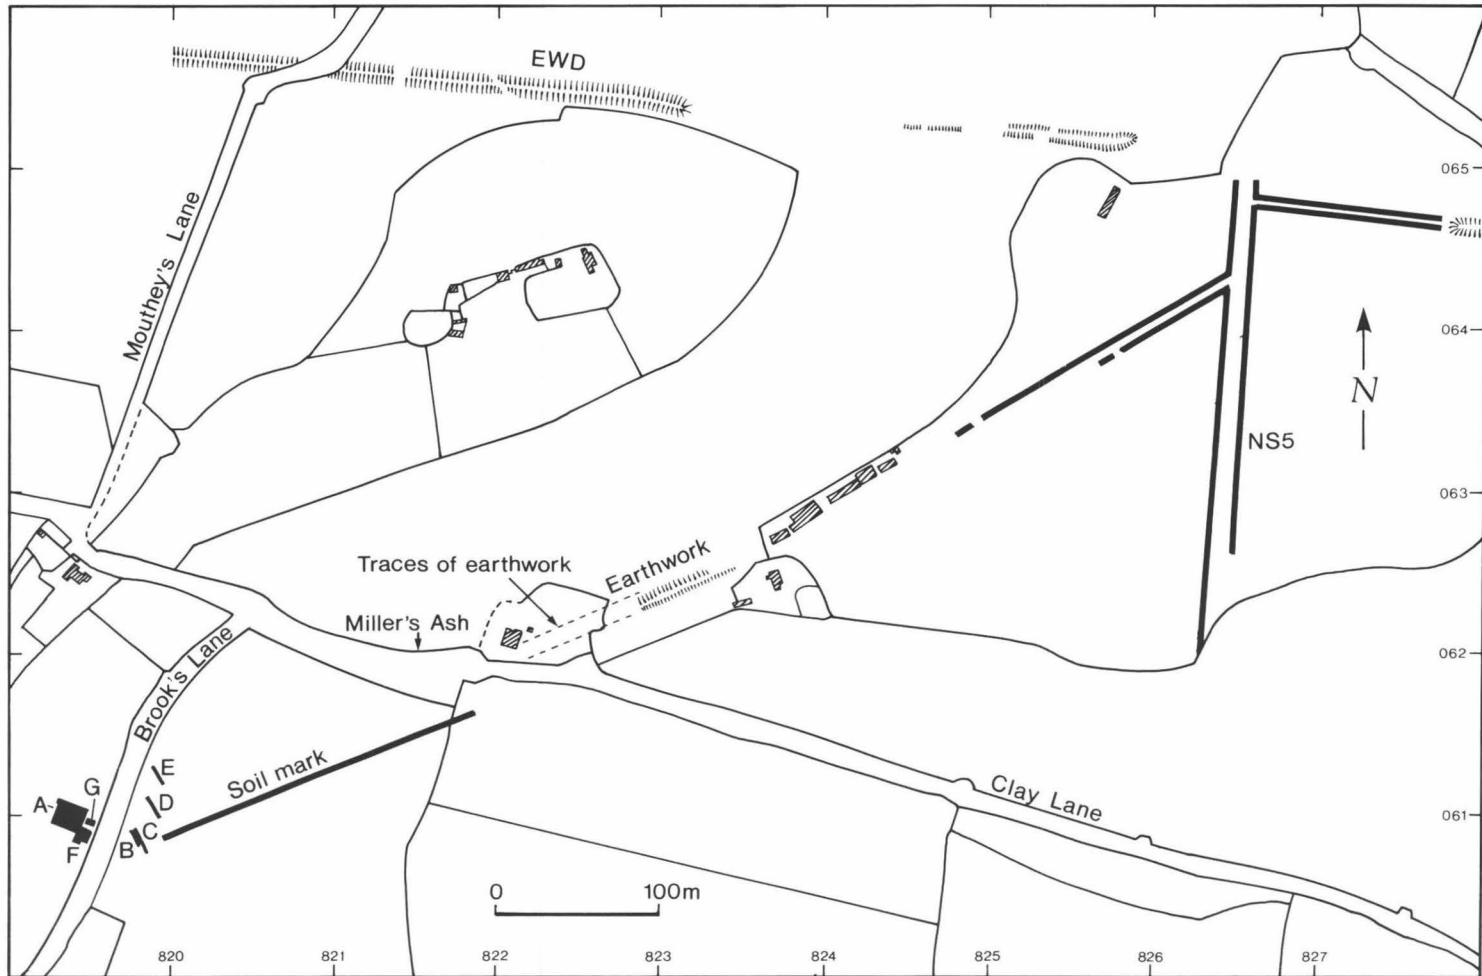 EWD
065
Mouthey's Lane
064
N
NS5
063
Traces of earthwork
Earthwork
Miller's Ash
062
Brook's Lane
Soil mark
E
G
A
D
C
F
B
Clay Lane
061
0 100m
820 821 822 823 824 825 826 827